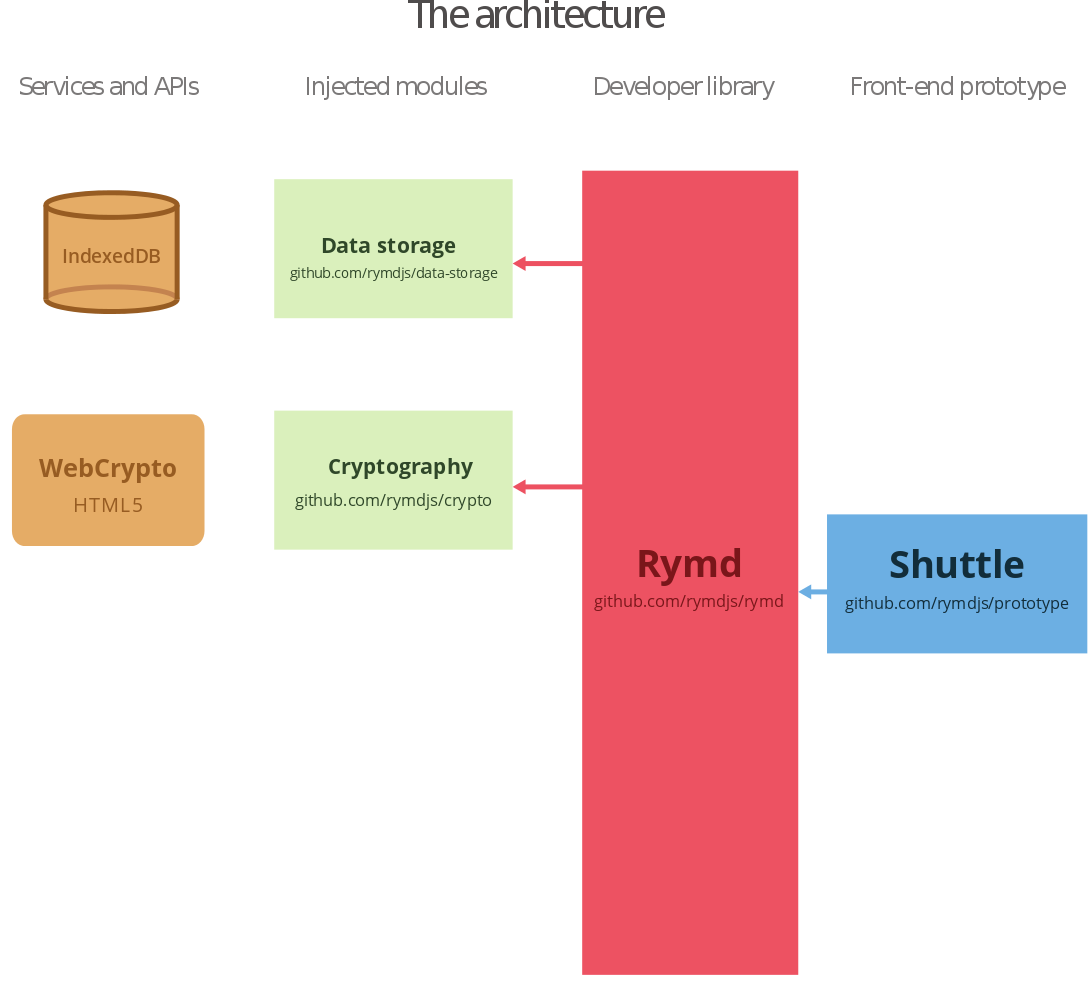 The architecture
Services and APIs
Injected modules
Developer library
Front-end prototype
IndexedDB
Data storage
github.com/rymdjs/data-storage
WebCrypto
HTML5
Cryptography
github.com/rymdjs/crypto
Rymd
github.com/rymdjs/rymd
Shuttle
github.com/rymdjs/prototype